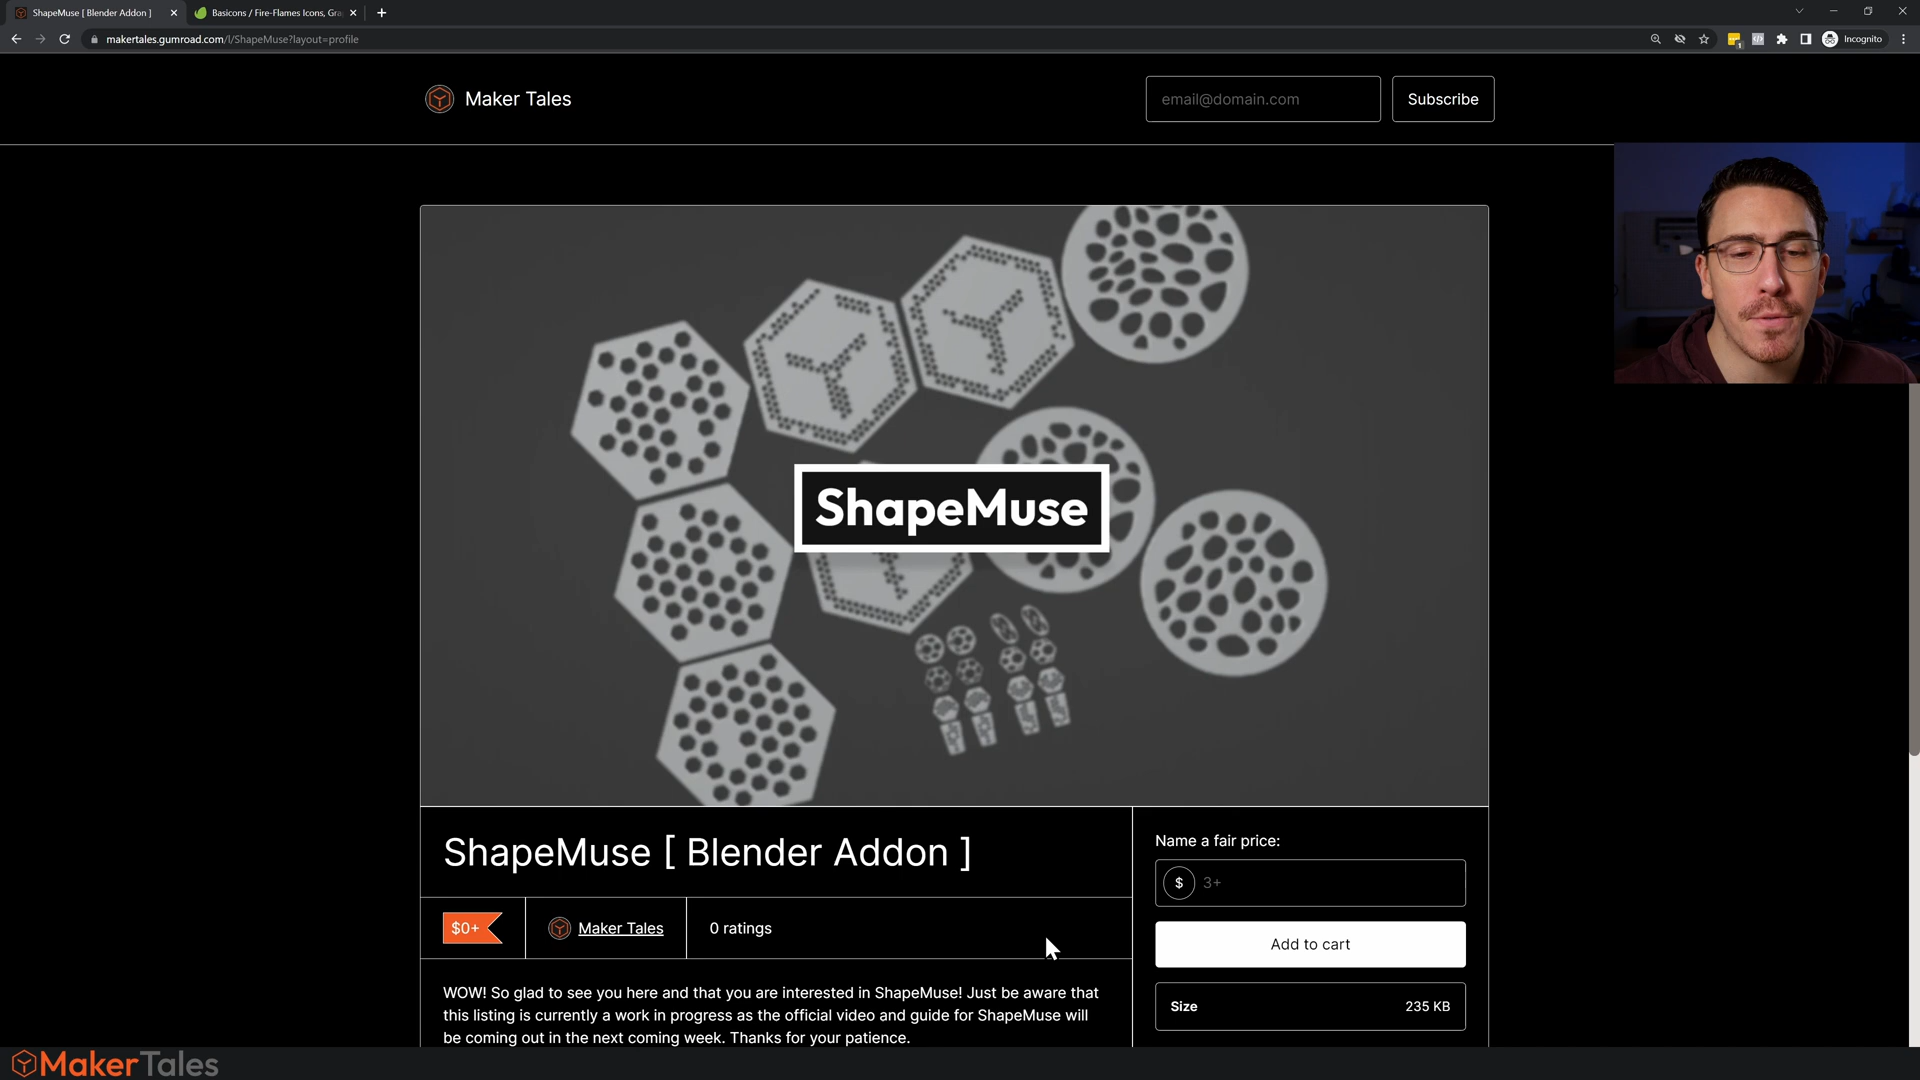 ShapeMuse [ Blender Addon ]
Basicons / Fire-Flames Icons, Gra
makertales.gumroad.com/l/ShapeMuse?layout=profile
Incognito
Maker Tales
email@domain.com
Subscribe
ShapeMuse
ShapeMuse [ Blender Addon ]
Name a fair price:
$ 3+
$0+
Maker Tales
0 ratings
Add to cart
WOW! So glad to see you here and that you are interested in ShapeMuse! Just be aware that
this listing is currently a work in progress as the official video and guide for ShapeMuse will
be coming out in the next coming week. Thanks for your patience.
Size 235 KB
MakerTales